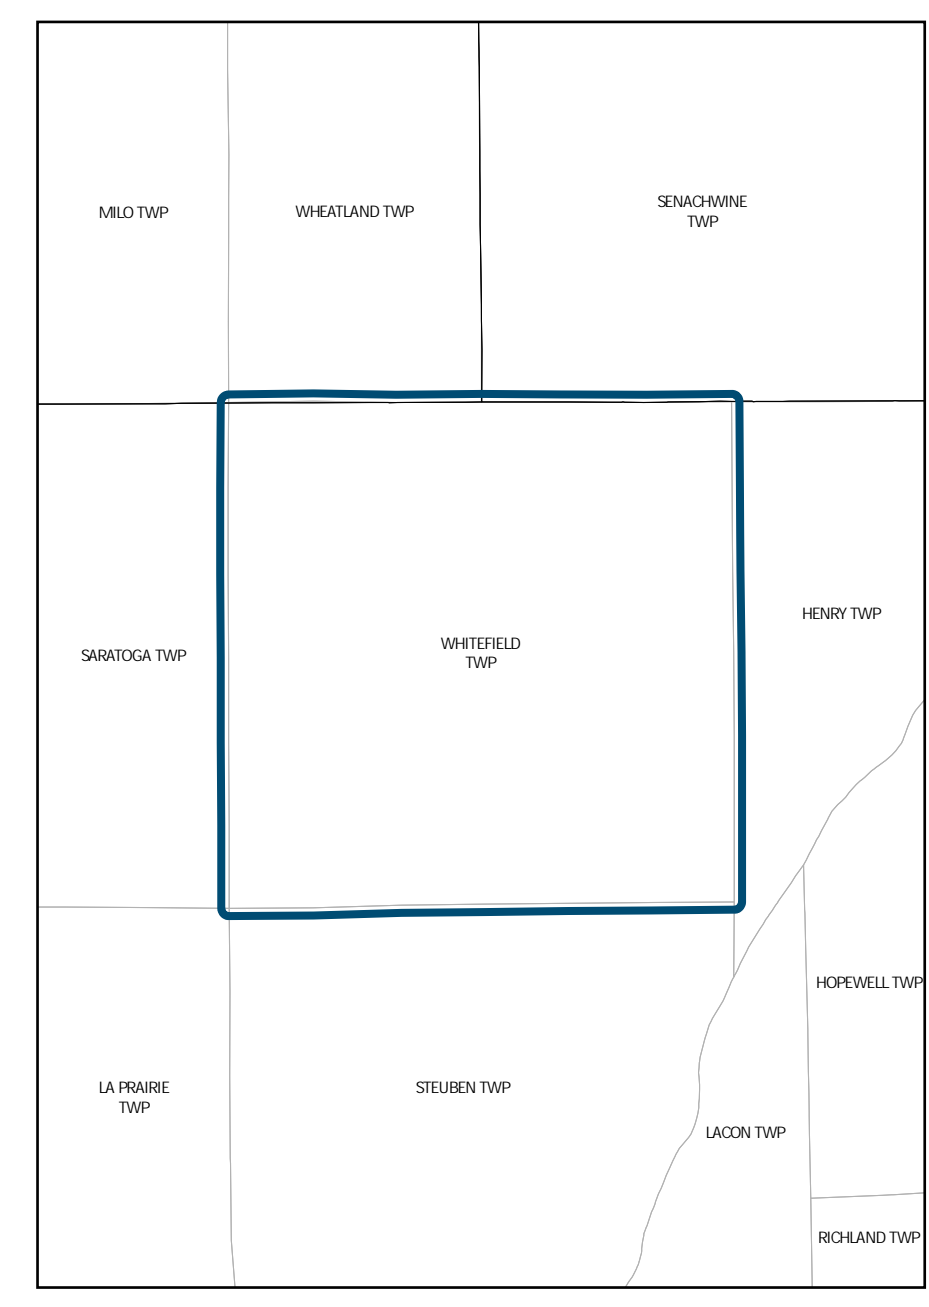 MILO TWP
WHEATLAND TWP
SENACHWINE
TWP
HENRY TWP
WHITEFIELD
TWP
SARATOGA TWP
HOPEWELL TWP
LA PRAIRIE
TWP
STEUBEN TWP
LACON TWP
RICHLAND TWP